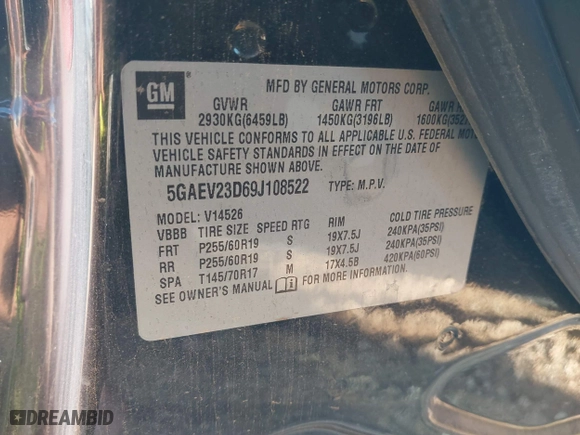 GM
MFD BY GENERAL MOTORS CORP.
GVWR GAWR FRT GAWR
2930KG(6459LB) 1450KG(3196LB) 1600KG(352
THIS VEHICLE CONFORMS TO ALL APPLICABLE U.S. FEDERAL MOT
VEHICLE SAFETY STANDARDS IN EFFECT ON THE DATE OF
MANUFACTURE SHOWN ABOVE.
5GAEV23D69J108522 TYPE: M.P.V.
MODEL: V14526
VBBB TIRE SIZE SPEED RTG RIM COLD TIRE PRESSURE
FRT P255/60R19 S 19X7.5J 240KPA(35PSI)
RR P255/60R19 S 19X7.5J 240KPA(35PSI)
SPA T145/70R17 M 17X4.5B 420KPA(60PSI)
SEE OWNER'S MANUAL i FOR MORE INFORMATION.
DREAMBID